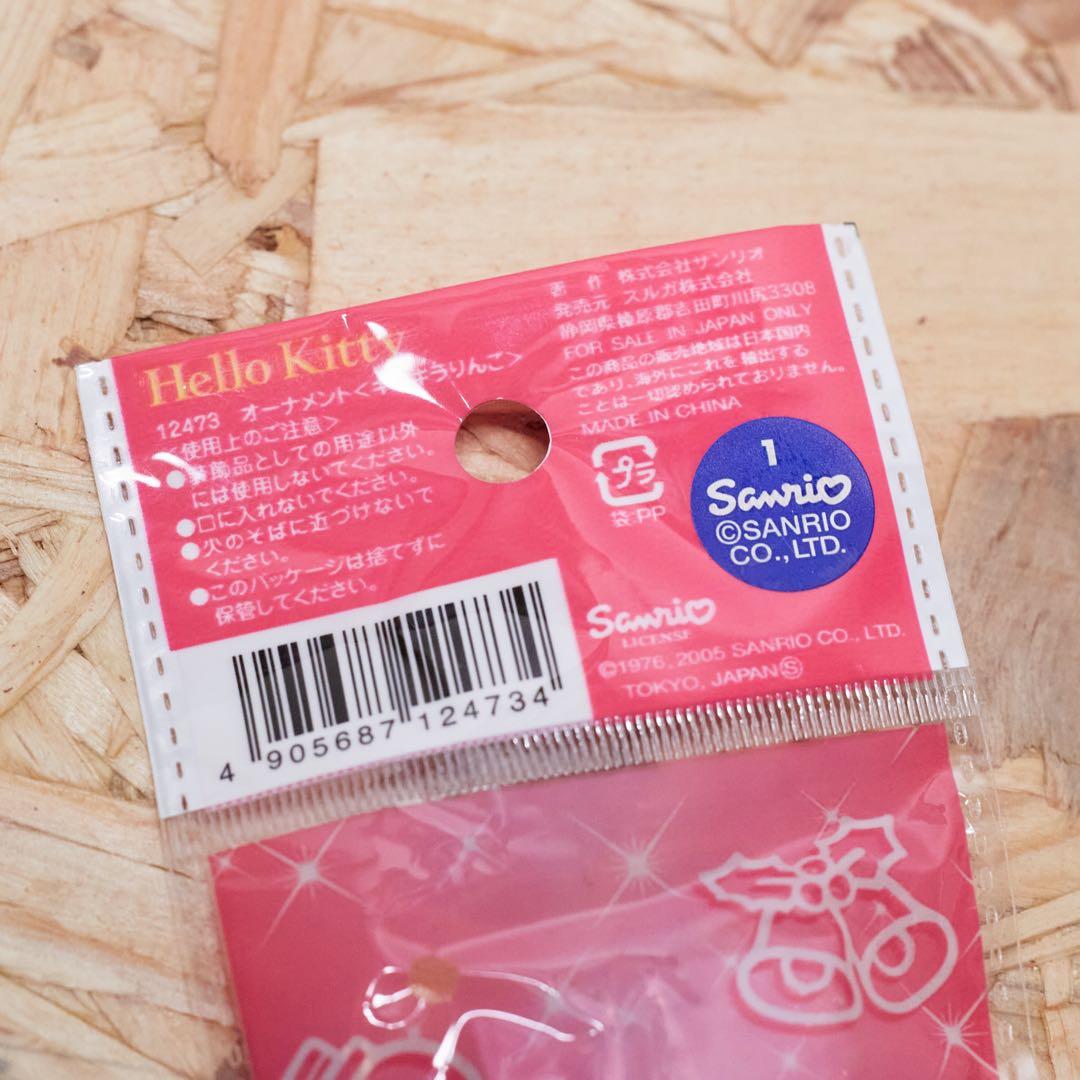 Hello Kitty
12473 オーナメント< うりんご>
使用上のご注意>
●装飾品としての用途以外
には使用しないでください。
●口に入れないでください。
●火のそばに近づけないで
ください。
●このパッケージは捨てずに
保管してください。
4 905687 124734
著 作 株式会社サンリオ
発売元 スルガ株式会社
静岡県榛原郡吉田町川尻3308
FOR SALE IN JAPAN ONLY
この商品の販売地域は日本国内
であり、海外にこれを輸出する
ことは一切認められておりません。
MADE IN CHINA
プラ
袋:PP
1
Sanrio
©SANRIO
CO., LTD.
Sanrio
LICENSE
©1976, 2005 SANRIO CO., LTD.
TOKYO, JAPAN Ⓢ